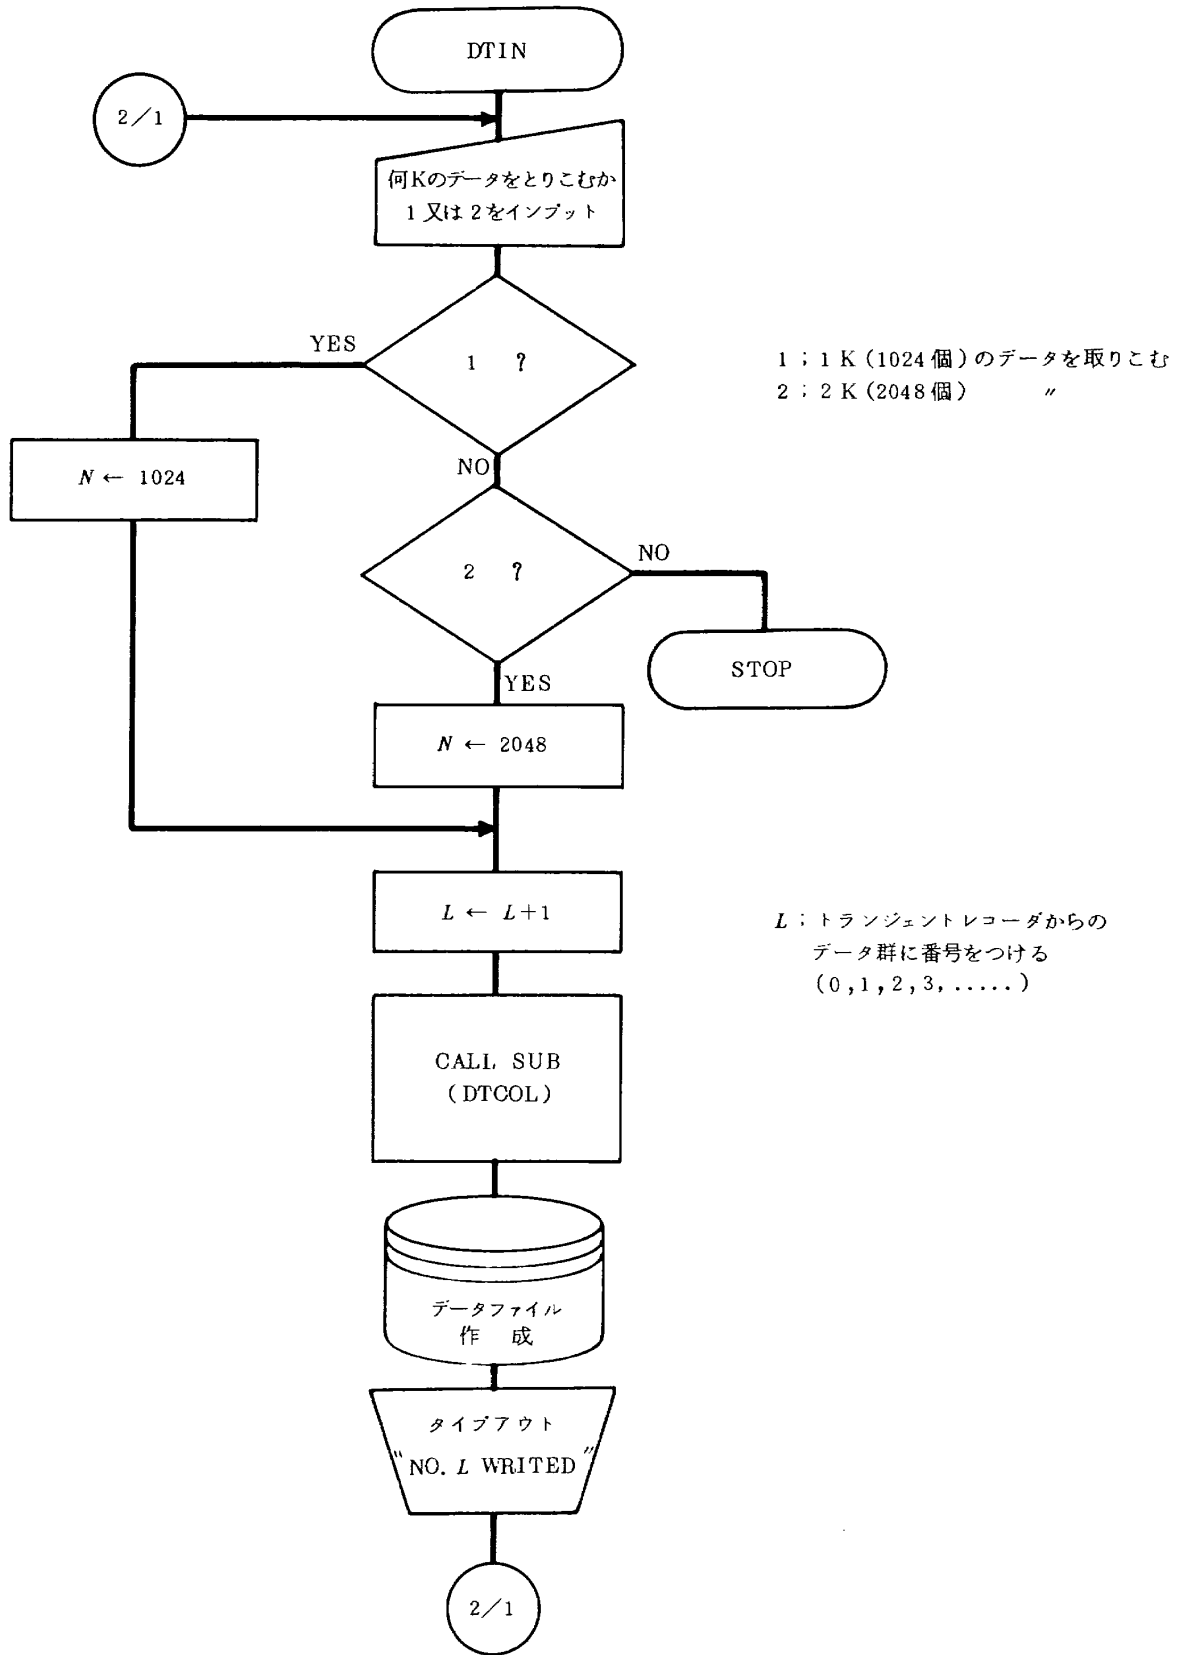 DTIN
2/1
何Kのデータをとりこむか
1又は2をインプット
YES
1 ?
1;1K(1024個)のデータを取りこむ
2;2K(2048個) 〃
N ← 1024
NO
2 ?
NO
STOP
YES
N ← 2048
L ← L+1
L;トランジェントレコーダからの
データ群に番号をつける
(0,1,2,3,.....)
CALL SUB
(DTCOL)
データファイル
作 成
タイプアウト
"NO. L WRITED"
2/1